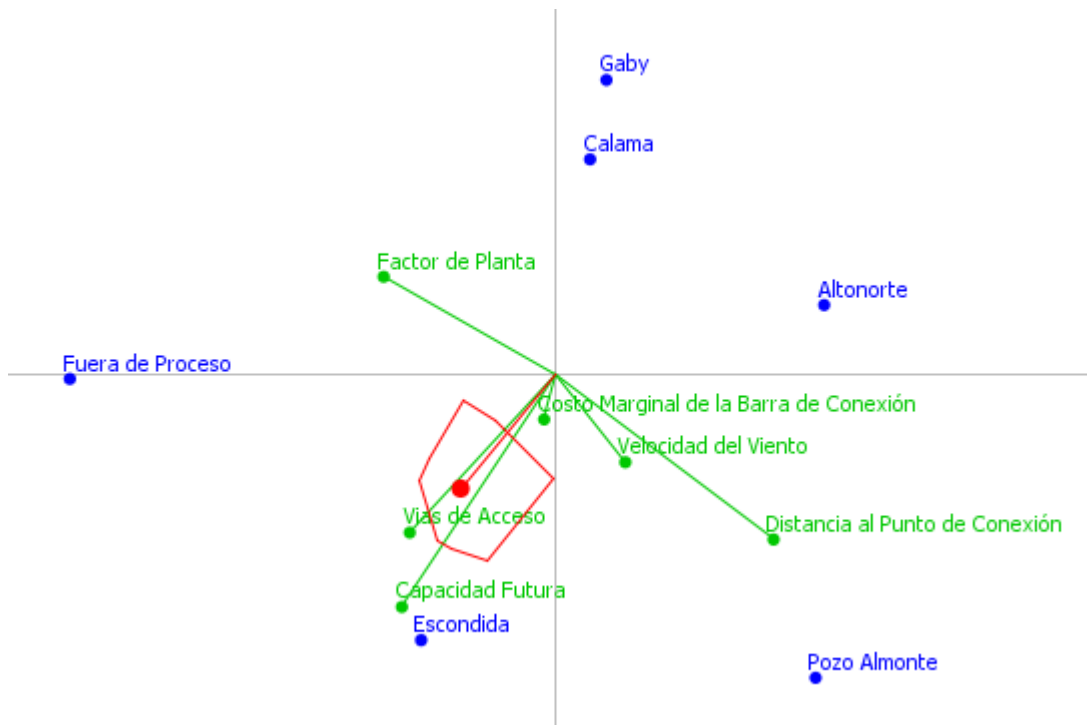 Gaby
Calama
Factor de Planta
Altonorte
Fuera de Proceso
Costo Marginal de la Barra de Conexión
Velocidad del Viento
Vias de Acceso
Distancia al Punto de Conexión
Capacidad Futura
Escondida
Pozo Almonte